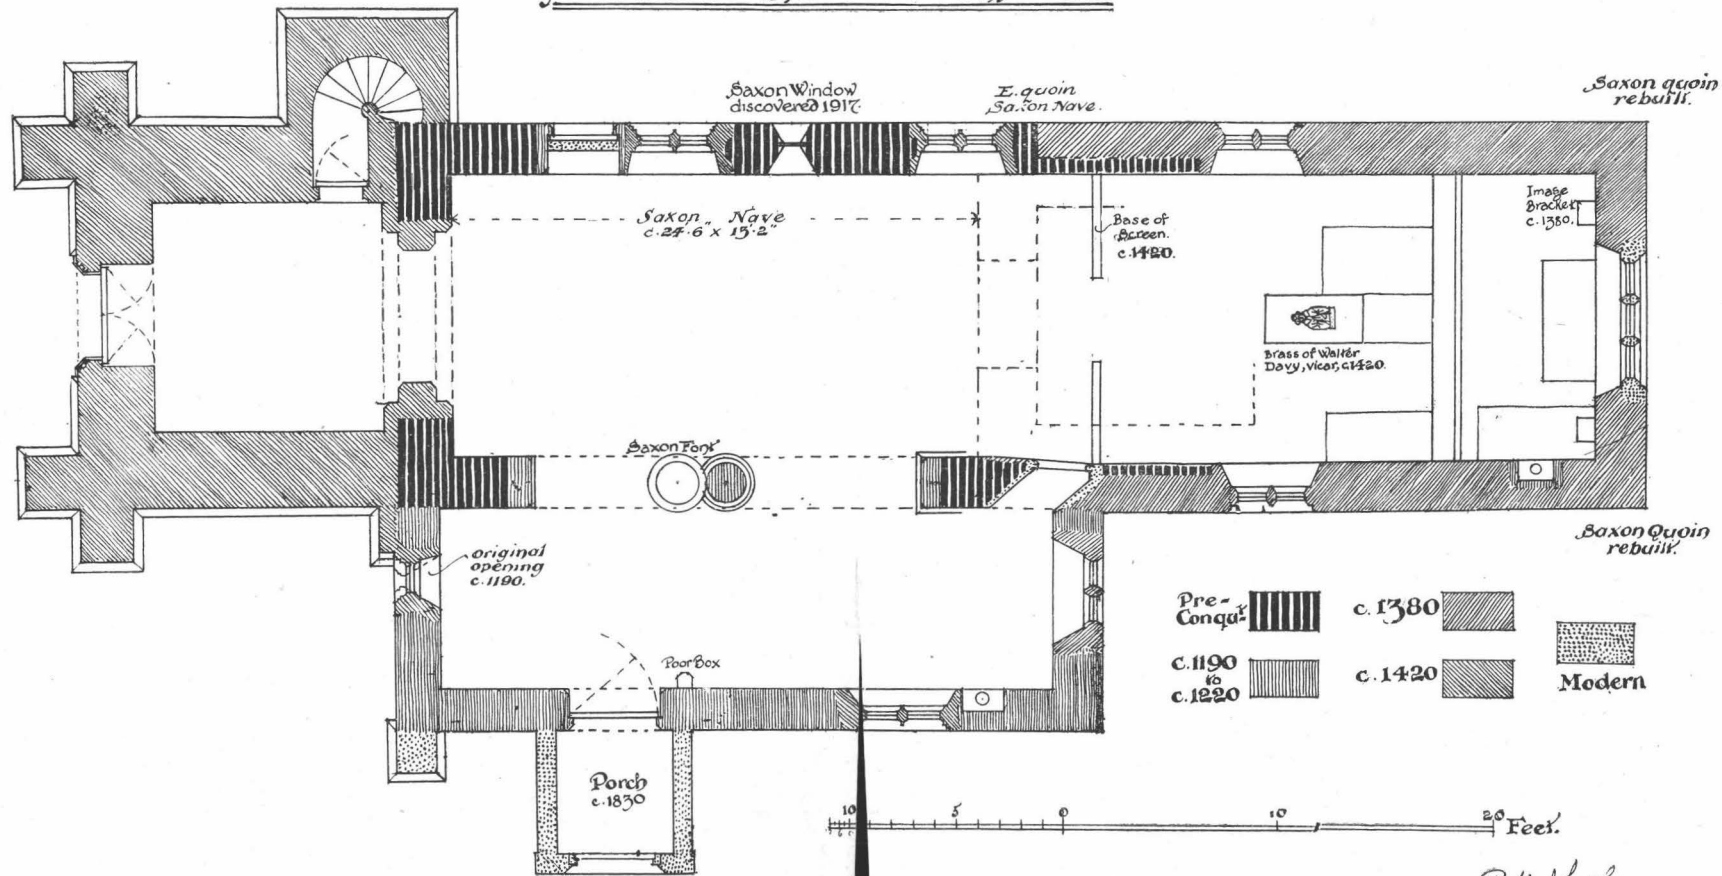 Saxon Window
discovered 1917.
E. quoin
Saxon Nave.
Saxon quoin
rebuilt.
Saxon Nave
c. 24.6 x 15.2"
Base of
Screen.
c. 1420.
Image
Bracket
c. 1380.
Brass of Walter
Davy, vicar, c. 1420.
Saxon Font
original
opening
c. 1190.
Poor Box
Saxon Quoin
rebuilt.
Pre-
Conqu-
c. 1380
c. 1190
to
c. 1220
c. 1420
Modern
Porch
c. 1830
10 5 0 10 20 Feet.